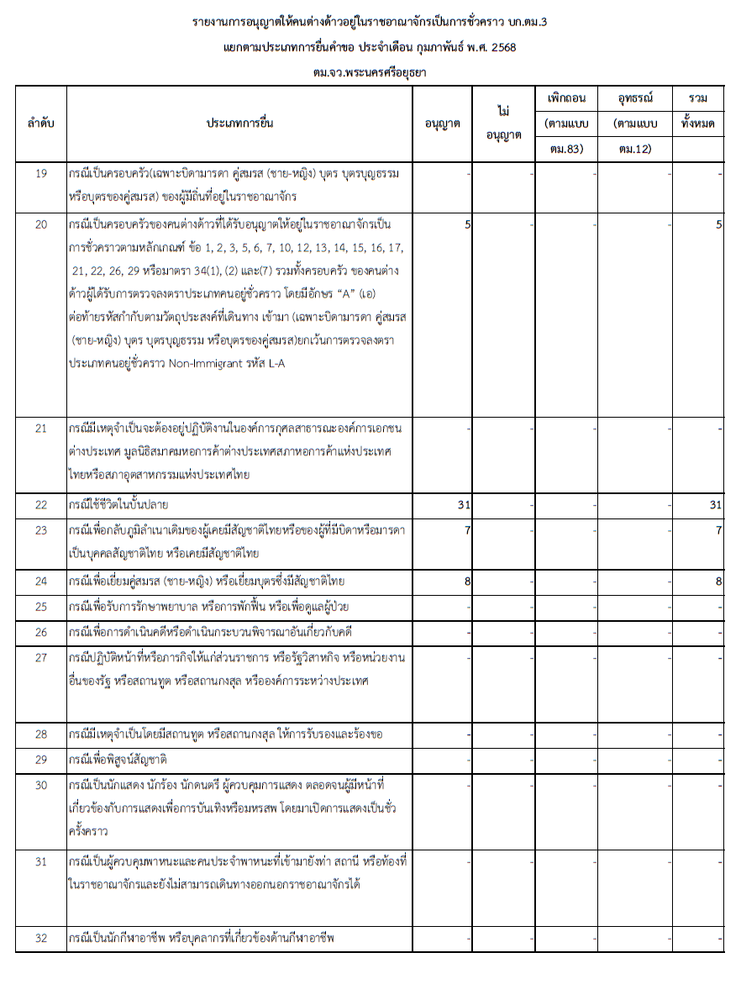 รายงานการอนุญาตให้คนต่างด้าวอยู่ในราชอาณาจักรเป็นการชั่วคราว บก.ตม.3
แยกตามประเภทการยื่นคำขอ ประจำเดือน กุมภาพันธ์ พ.ศ. 2568
ตม.จว.พระนครศรีอยุธยา
ลำดับ ประเภทการยื่น อนุญาต ไม่ อนุญาต เพิกถอน (ตามแบบ ตม.83) อุทธรณ์ (ตามแบบ ตม.12) รวม ทั้งหมด
19 กรณีเป็นครอบครัว(เฉพาะบิดามารดา คู่สมรส (ชาย-หญิง) บุตร บุตรบุญธรรม - - - - -
หรือบุตรของคู่สมรส) ของผู้มีถิ่นที่อยู่ในราชอาณาจักร
20 กรณีเป็นครอบครัวของคนต่างด้าวที่ได้รับอนุญาตให้อยู่ในราชอาณาจักรเป็น 5 - - - 5
การชั่วคราวตามหลักเกณฑ์ ข้อ 1, 2, 3, 5, 6, 7, 10, 12, 13, 14, 15, 16, 17,
21, 22, 26, 29 หรือมาตรา 34(1), (2) และ(7) รวมทั้งครอบครัว ของคนต่าง
ด้าวผู้ได้รับการตรวจลงตราประเภทคนอยู่ชั่วคราว โดยมีอักษร “A” (เอ)
ต่อท้ายรหัสกำกับตามวัตถุประสงค์ที่เดินทาง เข้ามา (เฉพาะบิดามารดา คู่สมรส
(ชาย-หญิง) บุตร บุตรบุญธรรม หรือบุตรของคู่สมรส)ยกเว้นการตรวจลงตรา
ประเภทคนอยู่ชั่วคราว Non-Immigrant รหัส L-A
21 กรณีมีเหตุจำเป็นจะต้องอยู่ปฏิบัติงานในองค์การกุศลสาธารณะองค์การเอกชน - - - - -
ต่างประเทศ มูลนิธิสมาคมหอการค้าต่างประเทศสภาหอการค้าแห่งประเทศ
ไทยหรือสภาอุตสาหกรรมแห่งประเทศไทย
22 กรณีใช้ชีวิตในบั้นปลาย 31 - - - 31
23 กรณีเพื่อกลับภูมิลำเนาเดิมของผู้เคยมีสัญชาติไทยหรือของผู้ที่มีบิดาหรือมารดา 7 - - - 7
เป็นบุคคลสัญชาติไทย หรือเคยมีสัญชาติไทย
24 กรณีเพื่อเยี่ยมคู่สมรส (ชาย-หญิง) หรือเยี่ยมบุตรซึ่งมีสัญชาติไทย 8 - - - 8
25 กรณีเพื่อรับการรักษาพยาบาล หรือการพักฟื้น หรือเพื่อดูแลผู้ป่วย - - - - -
26 กรณีเพื่อการดำเนินคดีหรือดำเนินกระบวนพิจารณาอันเกี่ยวกับคดี - - - - -
27 กรณีปฏิบัติหน้าที่หรือภารกิจให้แก่ส่วนราชการ หรือรัฐวิสาหกิจ หรือหน่วยงาน - - - - -
อื่นของรัฐ หรือสถานทูต หรือสถานกงสุล หรือองค์การระหว่างประเทศ
28 กรณีมีเหตุจำเป็นโดยมีสถานทูต หรือสถานกงสุล ให้การรับรองและร้องขอ - - - - -
29 กรณีเพื่อพิสูจน์สัญชาติ - - - - -
30 กรณีเป็นนักแสดง นักร้อง นักดนตรี ผู้ควบคุมการแสดง ตลอดจนผู้มีหน้าที่ - - - - -
เกี่ยวข้องกับการแสดงเพื่อการบันเทิงหรือมหรสพ โดยมาเปิดการแสดงเป็นชั่ว
ครั้งคราว
31 กรณีเป็นผู้ควบคุมพาหนะและคนประจำพาหนะที่เข้ามายังท่า สถานี หรือท้องที่ - - - - -
ในราชอาณาจักรและยังไม่สามารถเดินทางออกนอกราชอาณาจักรได้
32 กรณีเป็นนักกีฬาอาชีพ หรือบุคลากรที่เกี่ยวข้องด้านกีฬาอาชีพ - - - - -